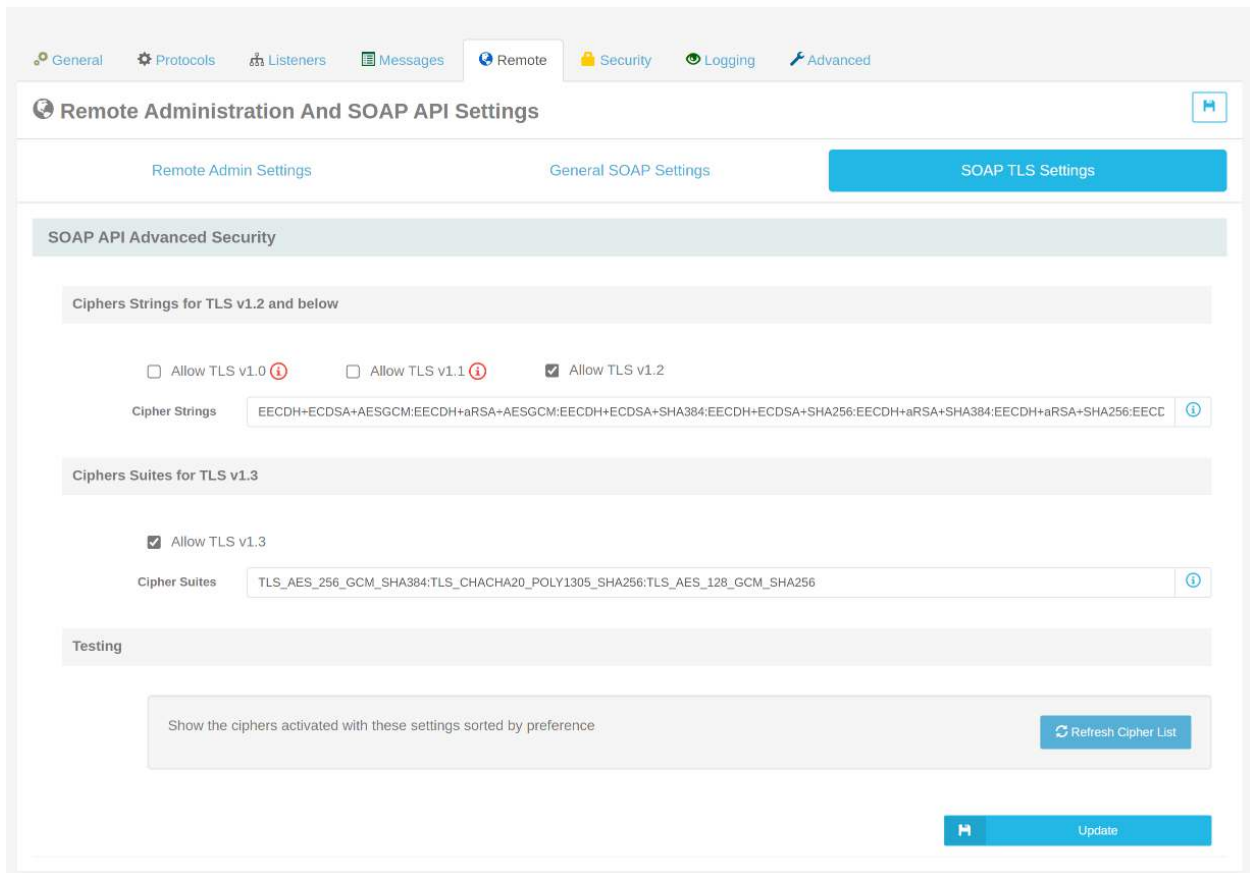 General Protocols Listeners Messages Remote Security Logging Advanced
Remote Administration And SOAP API Settings
Remote Admin Settings General SOAP Settings SOAP TLS Settings
SOAP API Advanced Security
Ciphers Strings for TLS v1.2 and below
Allow TLS v1.0 Allow TLS v1.1 Allow TLS v1.2
Cipher Strings EECDH+ECDSA+AESGCM:EECDH+aRSA+AESGCM:EECDH+ECDSA+SHA384:EECDH+ECDSA+SHA256:EECDH+aRSA+SHA384:EECDH+aRSA+SHA256:EECD
Ciphers Suites for TLS v1.3
Allow TLS v1.3
Cipher Suites TLS_AES_256_GCM_SHA384:TLS_CHACHA20_POLY1305_SHA256:TLS_AES_128_GCM_SHA256
Testing
Show the ciphers activated with these settings sorted by preference
Refresh Cipher List
Update